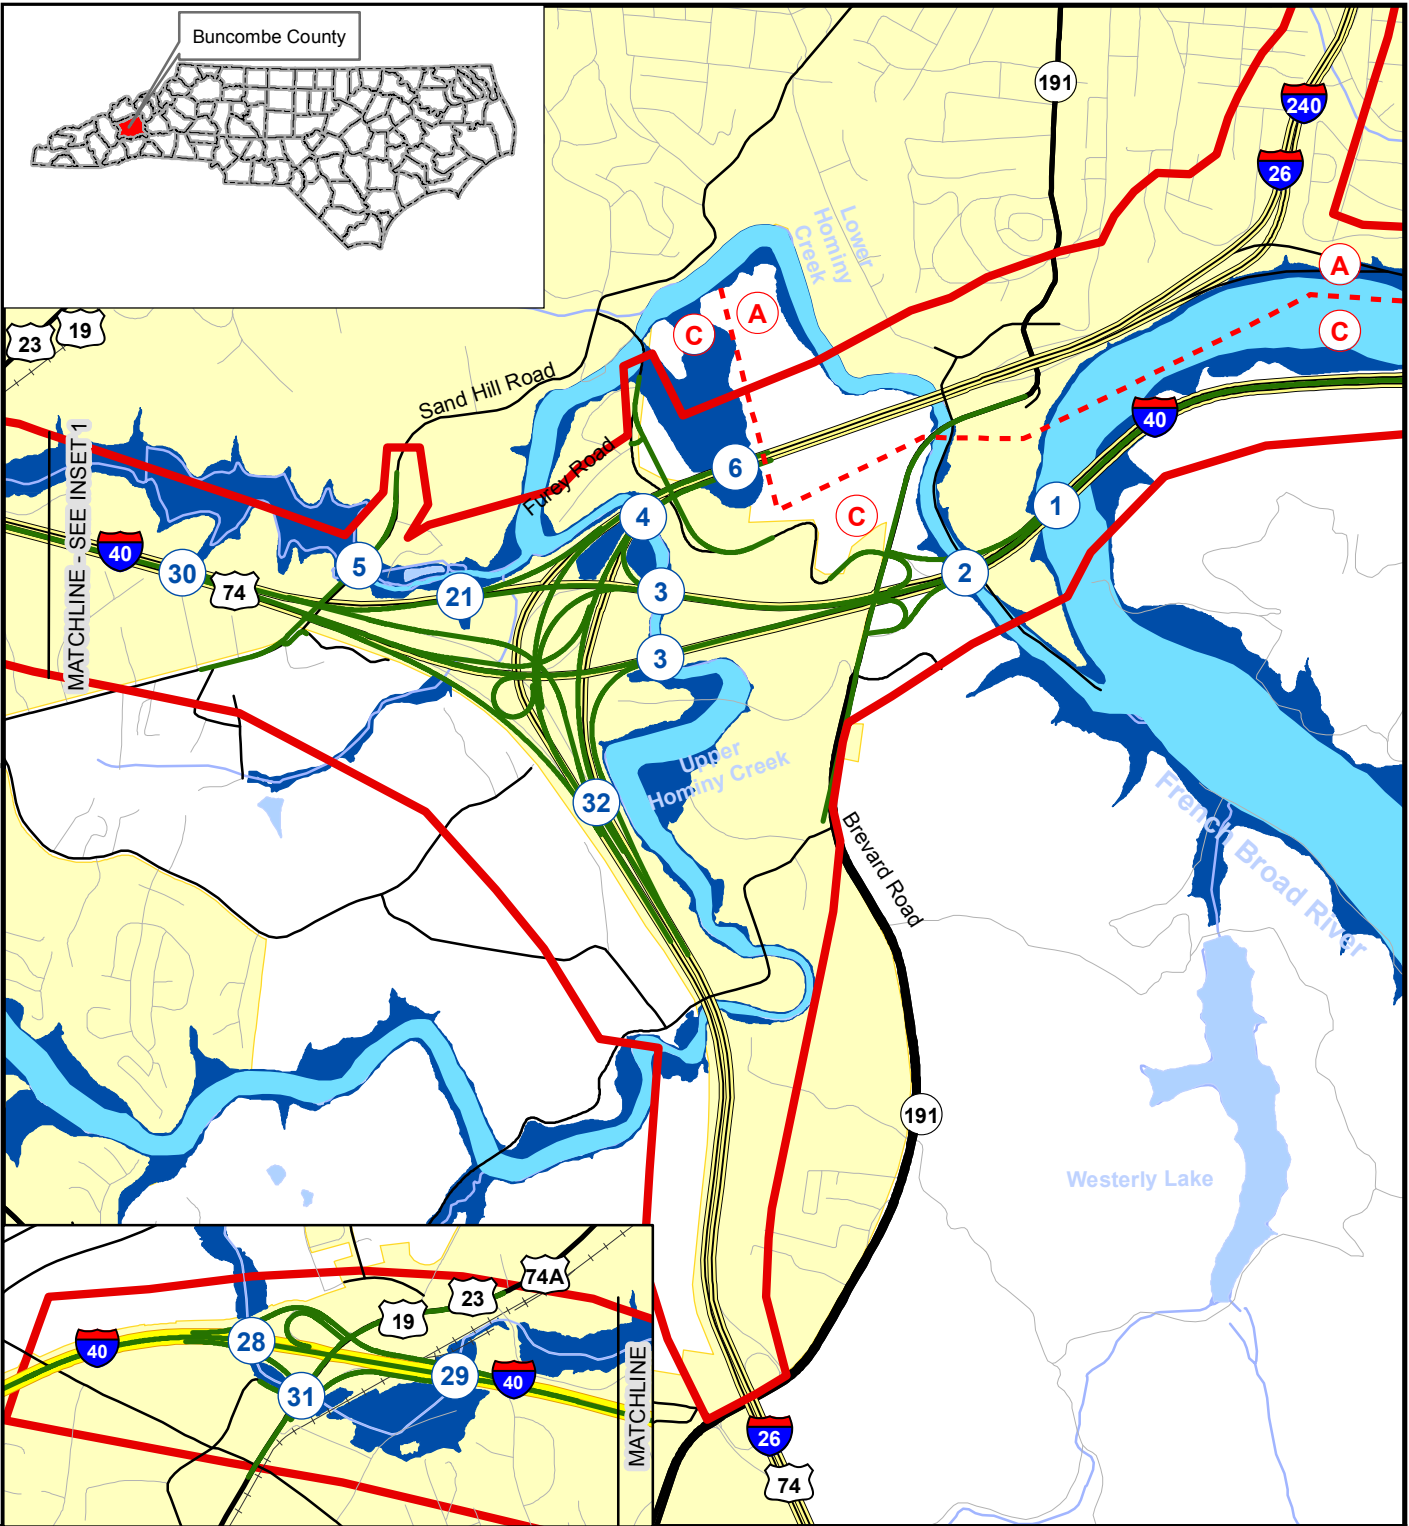 Buncombe County
191
240
26
Lower
Hominy
Creek
A
A
C
C
23
19
Sand Hill Road
40
MATCHLINE - SEE INSET 1
Furey Road
6
1
4
C
40
30
5
74
21
3
2
3
Upper
Hominy Creek
32
French Broad River
Brevard Road
191
Westerly Lake
74A
23
19
28
40
29
40
31
MATCHLINE
26
74